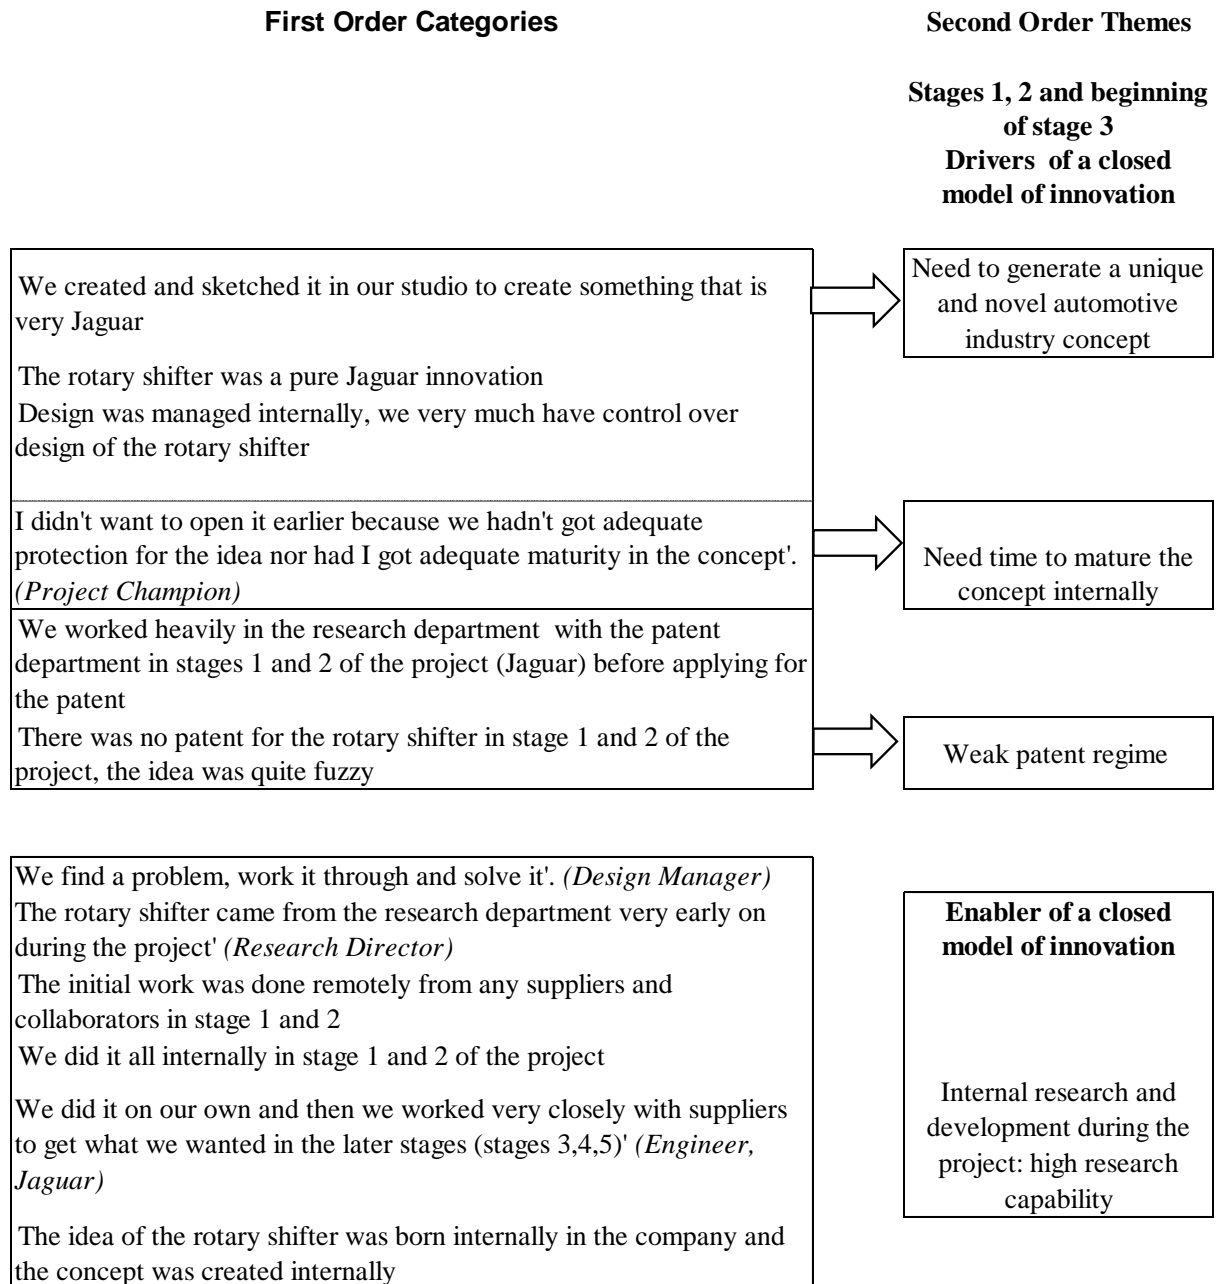 First Order Categories
Second Order Themes
Stages 1, 2 and beginning
of stage 3
Drivers of a closed
model of innovation
We created and sketched it in our studio to create something that is
very Jaguar
The rotary shifter was a pure Jaguar innovation
Design was managed internally, we very much have control over
design of the rotary shifter
Need to generate a unique
and novel automotive
industry concept
I didn't want to open it earlier because we hadn't got adequate
protection for the idea nor had I got adequate maturity in the concept'.
(Project Champion)
Need time to mature the
concept internally
We worked heavily in the research department with the patent
department in stages 1 and 2 of the project (Jaguar) before applying for
the patent
There was no patent for the rotary shifter in stage 1 and 2 of the
project, the idea was quite fuzzy
Weak patent regime
We find a problem, work it through and solve it'. (Design Manager)
The rotary shifter came from the research department very early on
during the project' (Research Director)
The initial work was done remotely from any suppliers and
collaborators in stage 1 and 2
We did it all internally in stage 1 and 2 of the project
We did it on our own and then we worked very closely with suppliers
to get what we wanted in the later stages (stages 3,4,5)' (Engineer,
Jaguar)
The idea of the rotary shifter was born internally in the company and
the concept was created internally
Enabler of a closed
model of innovation
Internal research and
development during the
project: high research
capability